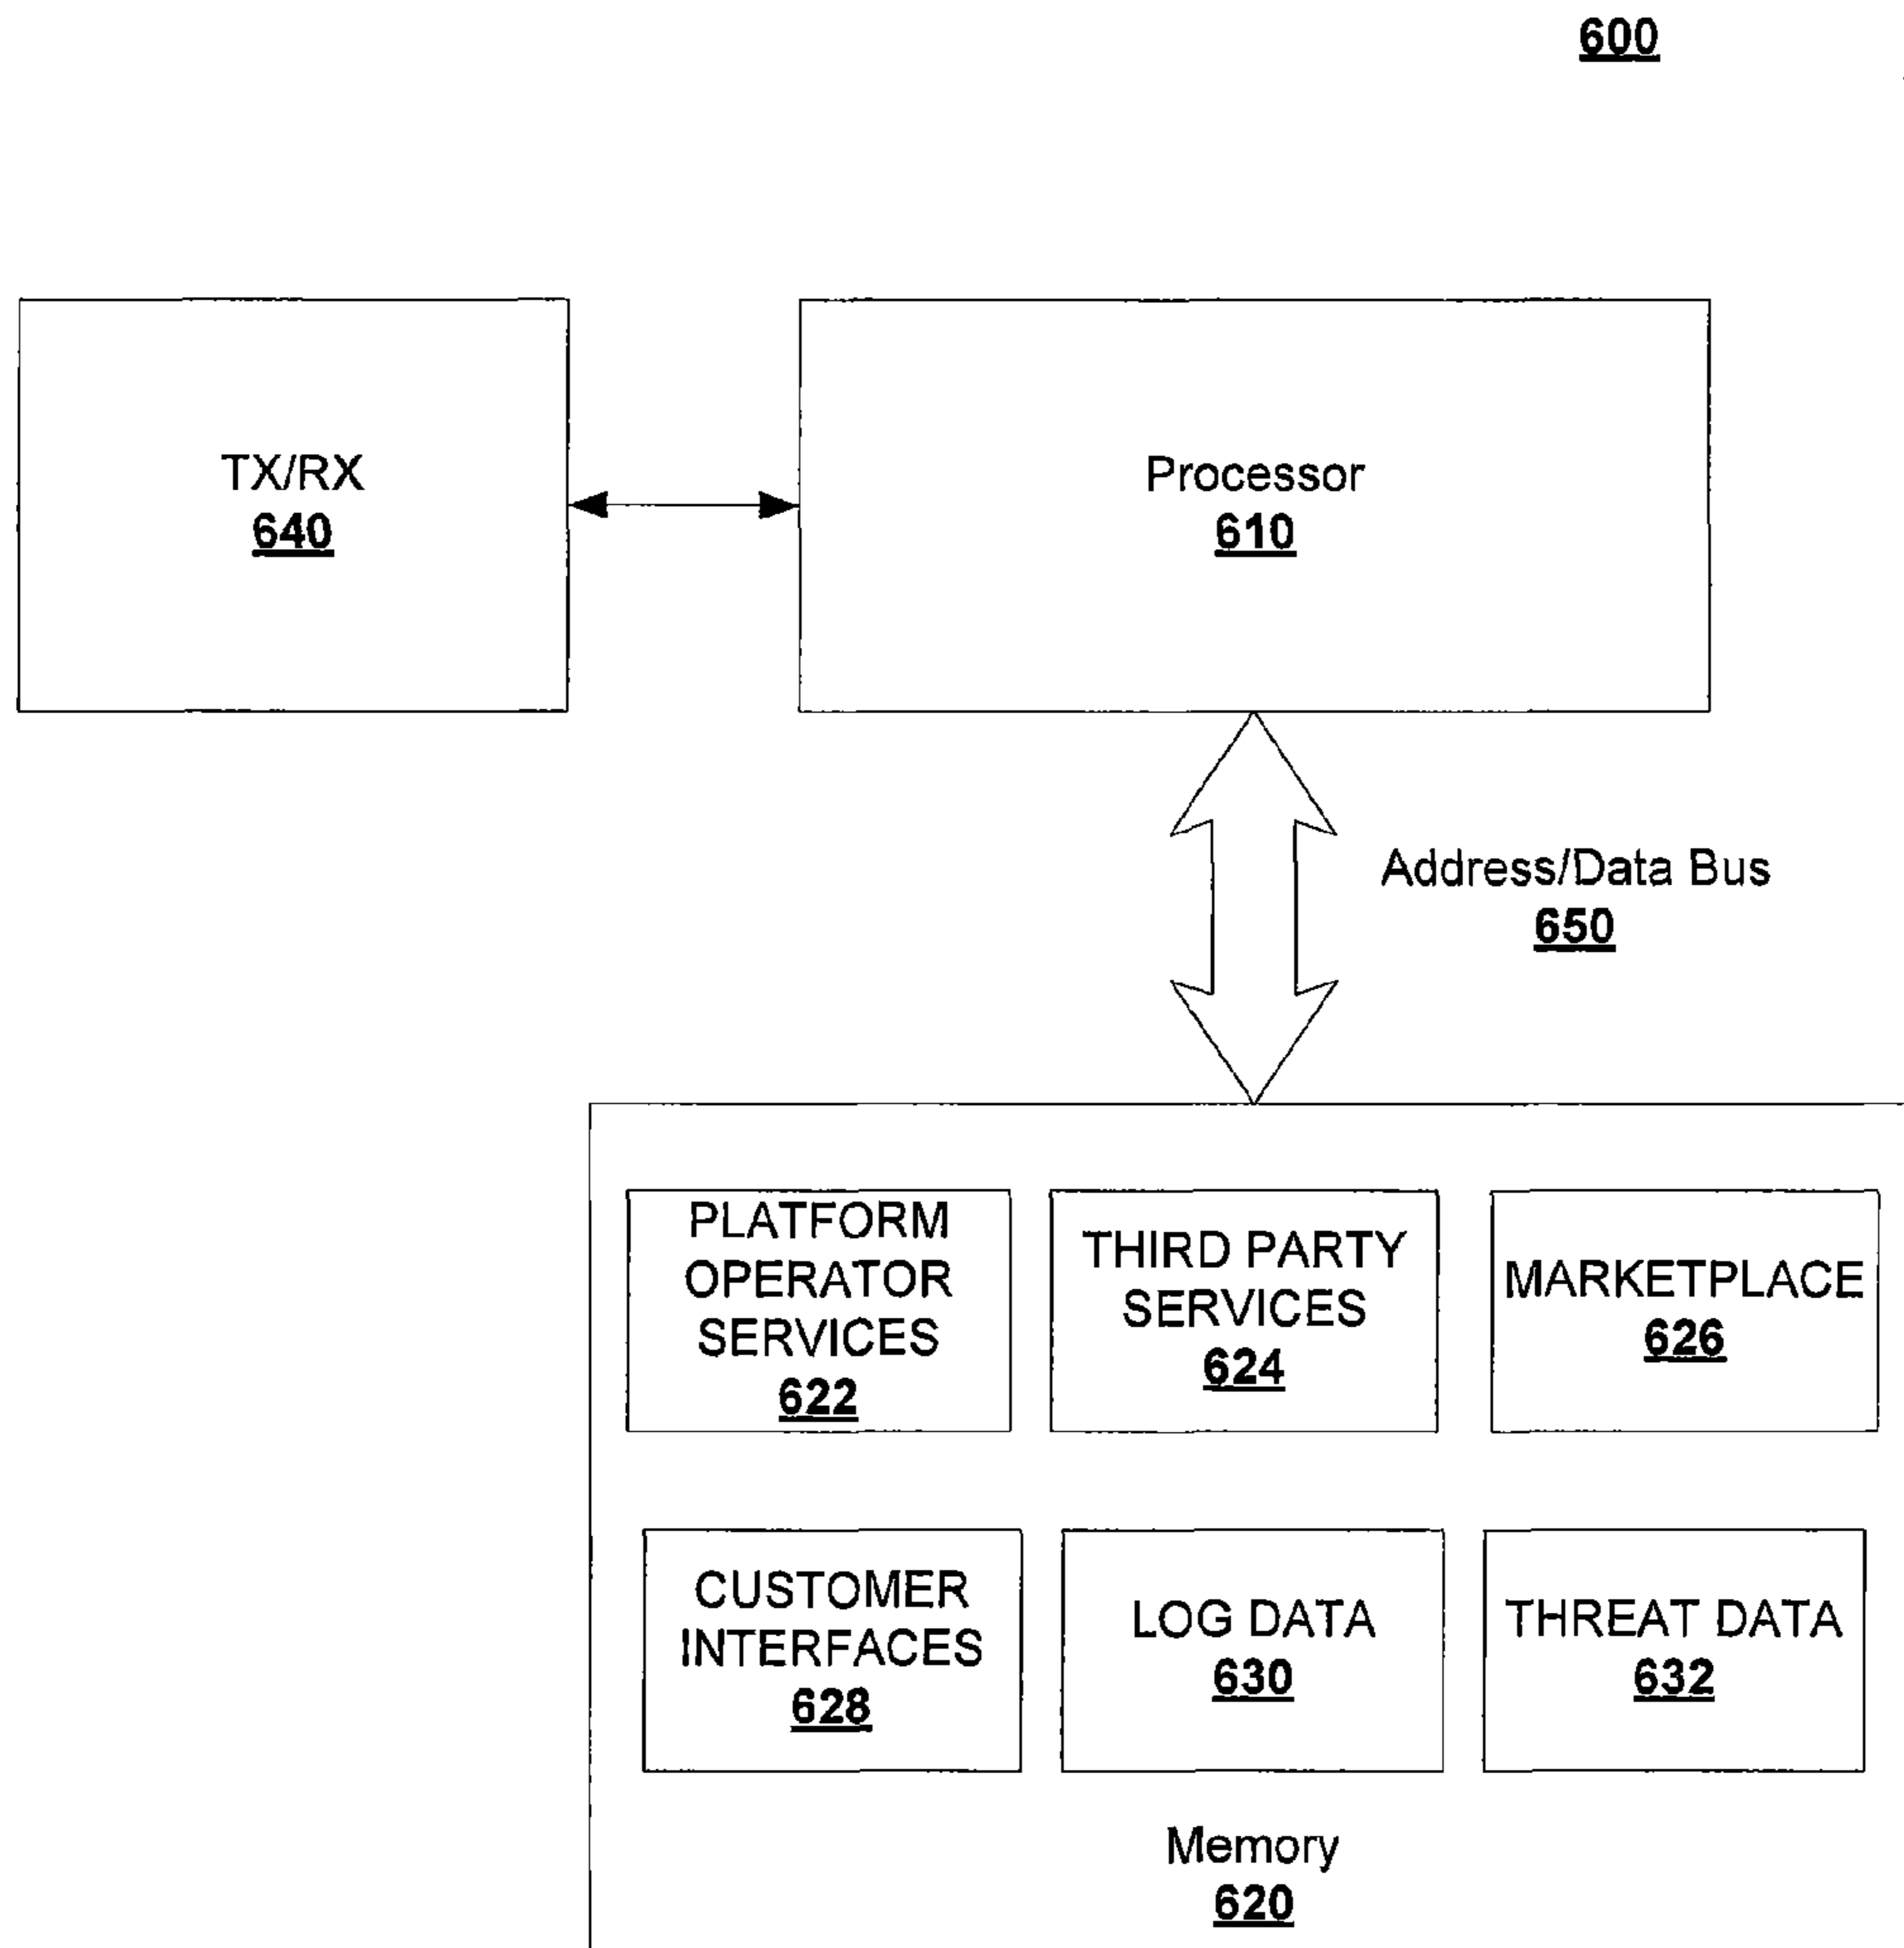 600
TX/RX
640
Processor
610
Address/Data Bus
650
PLATFORM
OPERATOR
SERVICES
622
THIRD PARTY
SERVICES
624
MARKETPLACE
626
CUSTOMER
INTERFACES
628
LOG DATA
630
THREAT DATA
632
Memory
620